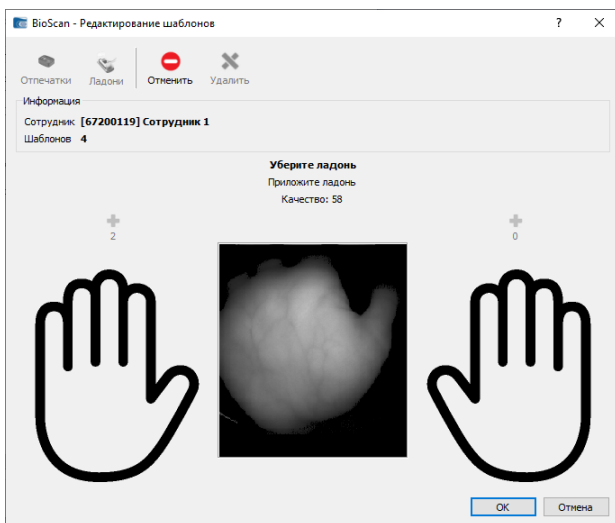 BioScan - Редактирование шаблонов
Отпечатки Ладони Отменить Удалить
Информация
Сотрудник [67200119] Сотрудник 1
Шаблонов 4
Уберите ладонь
Приложите ладонь
Качество: 58
2 0
OK Отмена